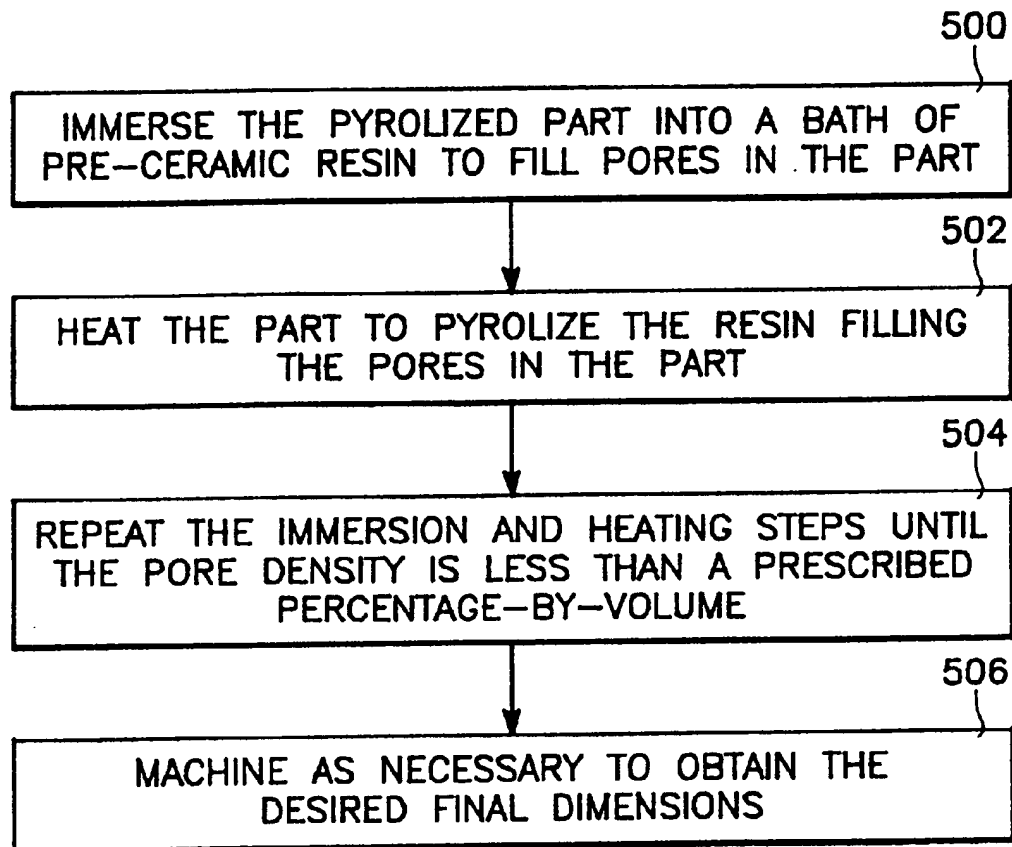 500
IMMERSE THE PYROLIZED PART INTO A BATH OF
PRE-CERAMIC RESIN TO FILL PORES IN THE PART
502
HEAT THE PART TO PYROLIZE THE RESIN FILLING
THE PORES IN THE PART
504
REPEAT THE IMMERSION AND HEATING STEPS UNTIL
THE PORE DENSITY IS LESS THAN A PRESCRIBED
PERCENTAGE-BY-VOLUME
506
MACHINE AS NECESSARY TO OBTAIN THE
DESIRED FINAL DIMENSIONS